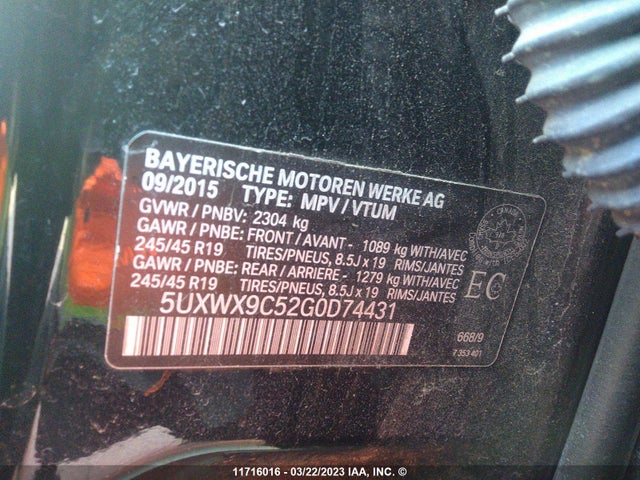 BAYERISCHE MOTOREN WERKE AG
09/2015 TYPE: MPV / VTUM
GVWR / PNBV: 2304 kg
GAWR / PNBE: FRONT / AVANT - 1089 kg WITH/AVEC
245/45 R19 TIRES/PNEUS, 8.5J x 19 RIMS/JANTES
GAWR / PNBE: REAR / ARRIERE - 1279 kg WITH/AVEC
245/45 R19 TIRES/PNEUS, 8.5J x 19 RIMS/JANTES
EC
5UXWX9C52G0D74431
668/9
7 353 401
11716016 - 03/22/2023 IAA, Inc. ©